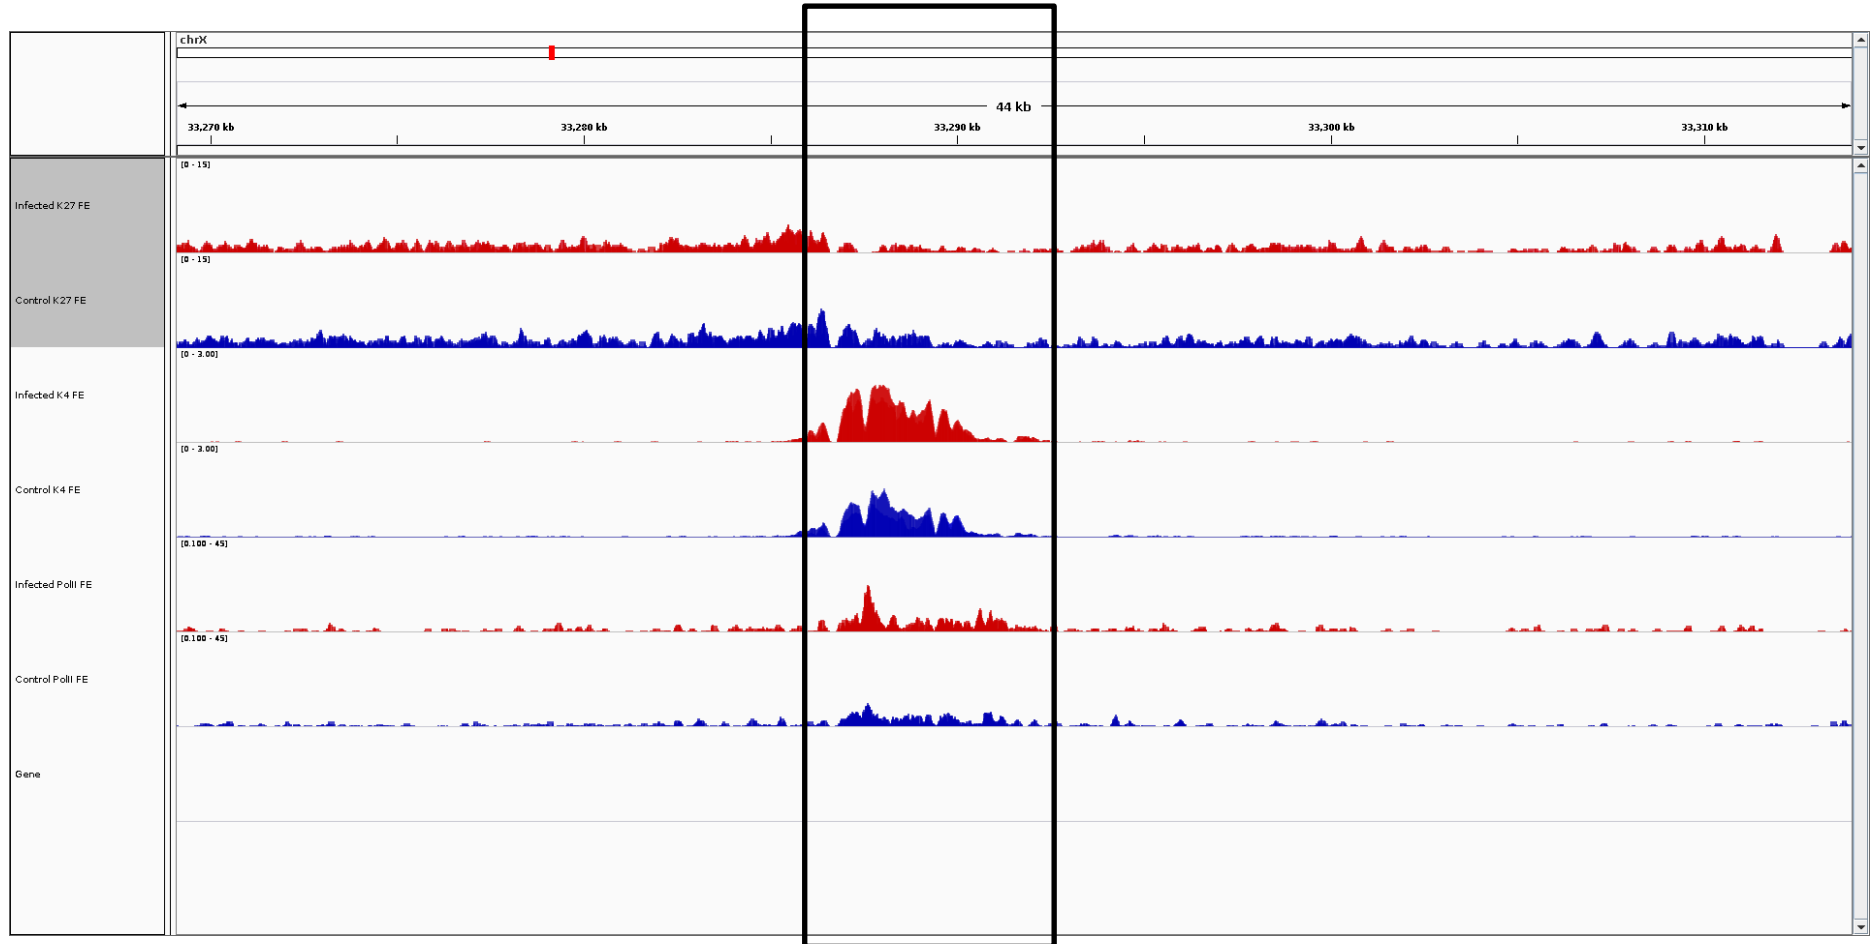 chrX
44 kb
33,270 kb
33,280 kb
33,290 kb
33,300 kb
33,310 kb
[0 - 15]
Infected K27 FE
[0 - 15]
Control K27 FE
[0 - 3.00]
Infected K4 FE
[0 - 3.00]
Control K4 FE
[0.100 - 45]
Infected PolII FE
[0.100 - 45]
Control PolII FE
Gene